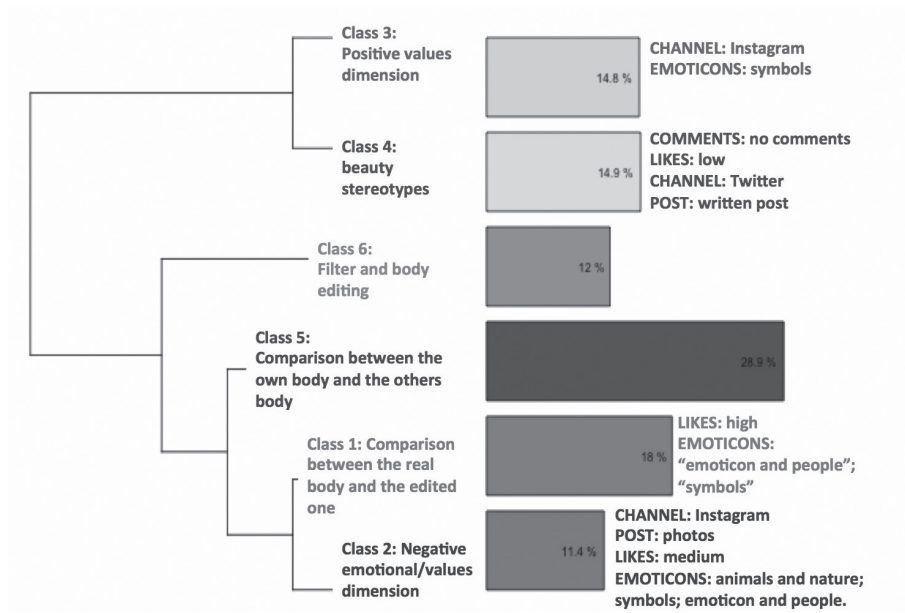 Class 3:
Positive values
dimension
14.8 %
CHANNEL: Instagram
EMOTICONS: symbols
Class 4:
beauty
stereotypes
14.9 %
COMMENTS: no comments
LIKES: low
CHANNEL: Twitter
POST: written post
Class 6:
Filter and body
editing
12 %
Class 5:
Comparison between the
own body and the others
body
28.9 %
Class 1: Comparison
between the real
body and the edited
one
18 %
LIKES: high
EMOTICONS:
“emoticon and people”;
“symbols”
Class 2: Negative
emotional/values
dimension
11.4 %
CHANNEL: Instagram
POST: photos
LIKES: medium
EMOTICONS: animals and nature;
symbols; emoticon and people.